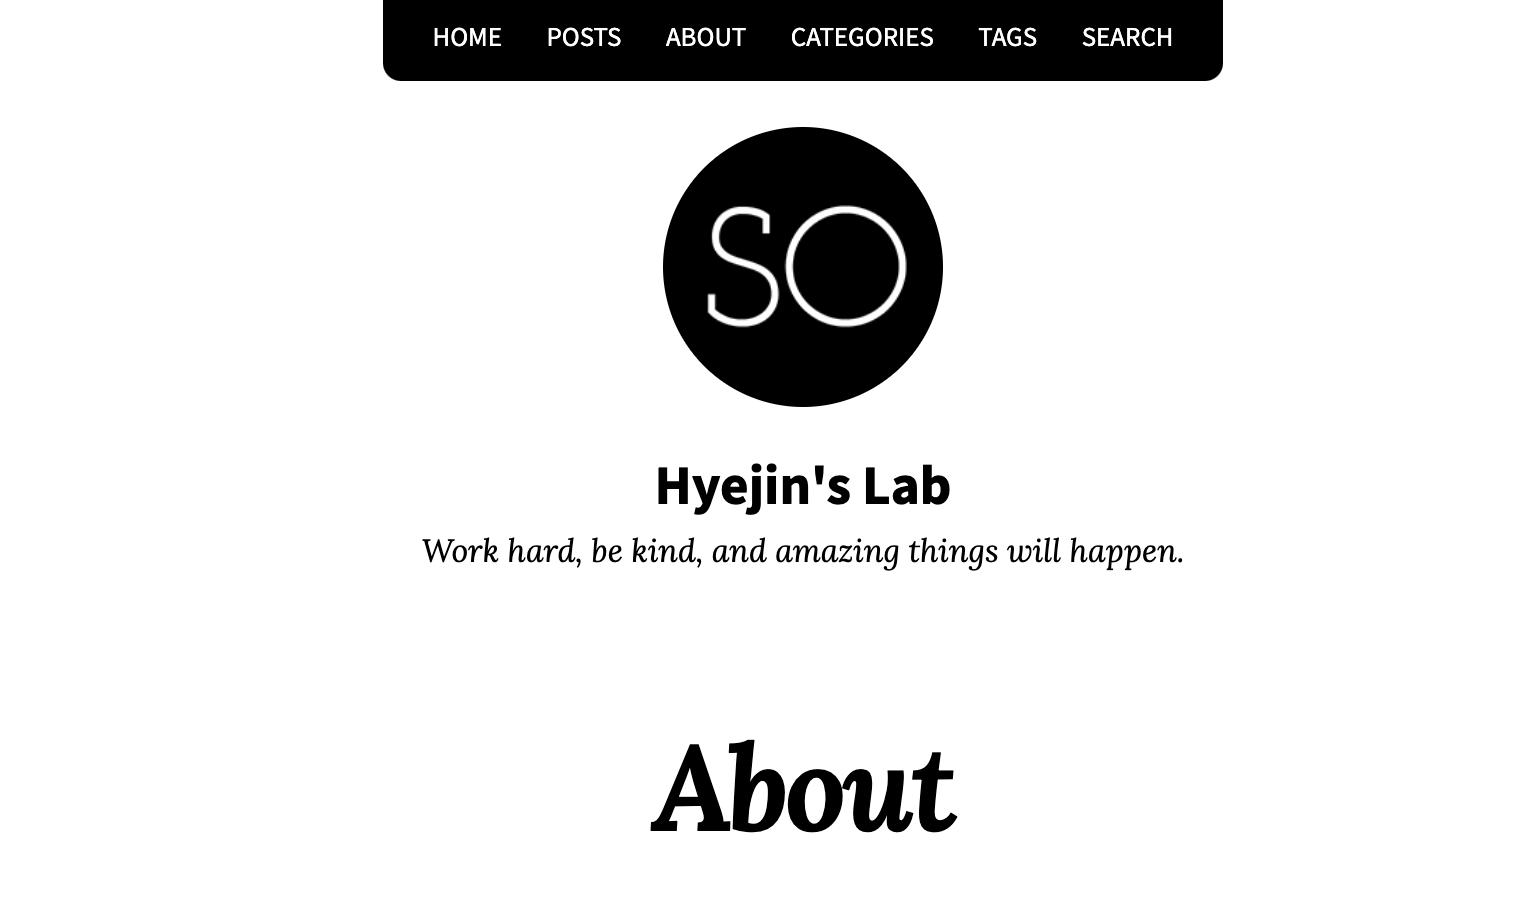 HOME POSTS ABOUT CATEGORIES TAGS SEARCH
SO
Hyejin's Lab
Work hard, be kind, and amazing things will happen.
About